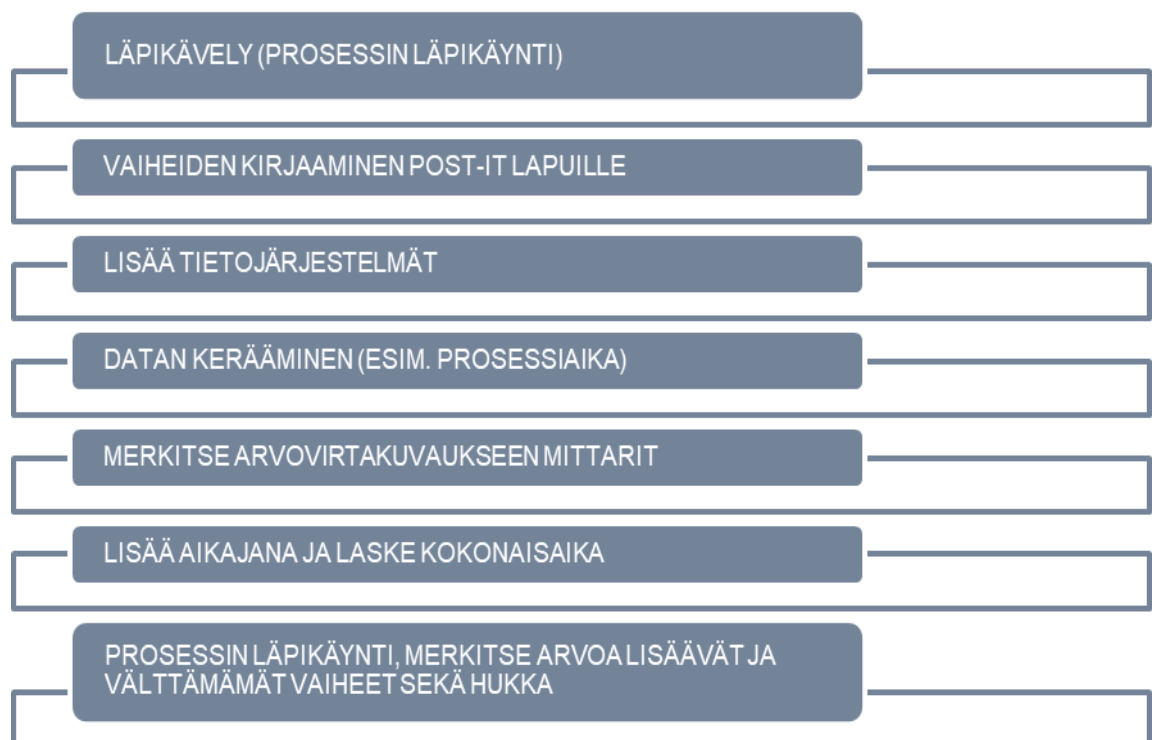 LÄPIKÄVELY (PROSESSIN LÄPIKÄYNTI)
VAIHEIDEN KIRJAAMINEN POST-IT LAPUILLE
LISÄÄ TIETOJÄRJESTELMÄT
DATAN KERÄÄMINEN (ESIM. PROSESSIAIKA)
MERKITSE ARVOVIRTAKUVAUKSEEN MITTARIT
LISÄÄ AIKAJANA JA LASKE KOKONAISAIKA
PROSESSIN LÄPIKÄYNTI, MERKITSE ARVOA LISÄÄVÄT JA
VÄLTTÄMÄMÄT VAIHEET SEKÄ HUKKA